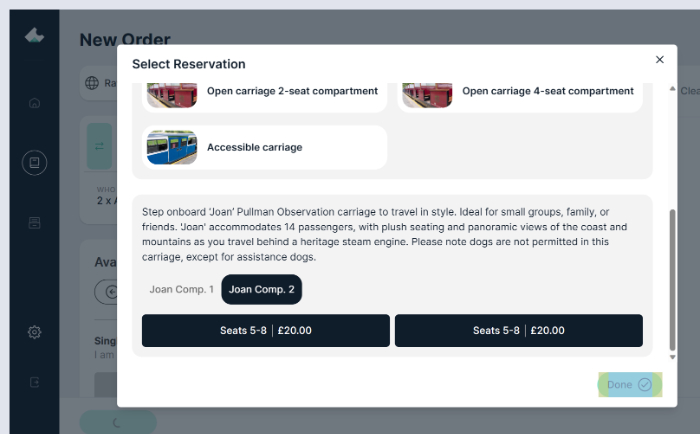 New Order
Select Reservation
Ra
Clea
Open carriage 2-seat compartment
Open carriage 4-seat compartment
Accessible carriage
WHO
2 x A
Step onboard 'Joan' Pullman Observation carriage to travel in style. Ideal for small groups, family, or
friends. 'Joan' accommodates 14 passengers, with plush seating and panoramic views of the coast and
mountains as you travel behind a heritage steam engine. Please note dogs are not permitted in this
carriage, except for assistance dogs.
Ava
Joan Comp. 1
Joan Comp. 2
Seats 5-8 | £20.00
Seats 5-8 | £20.00
Singl
I am
Done